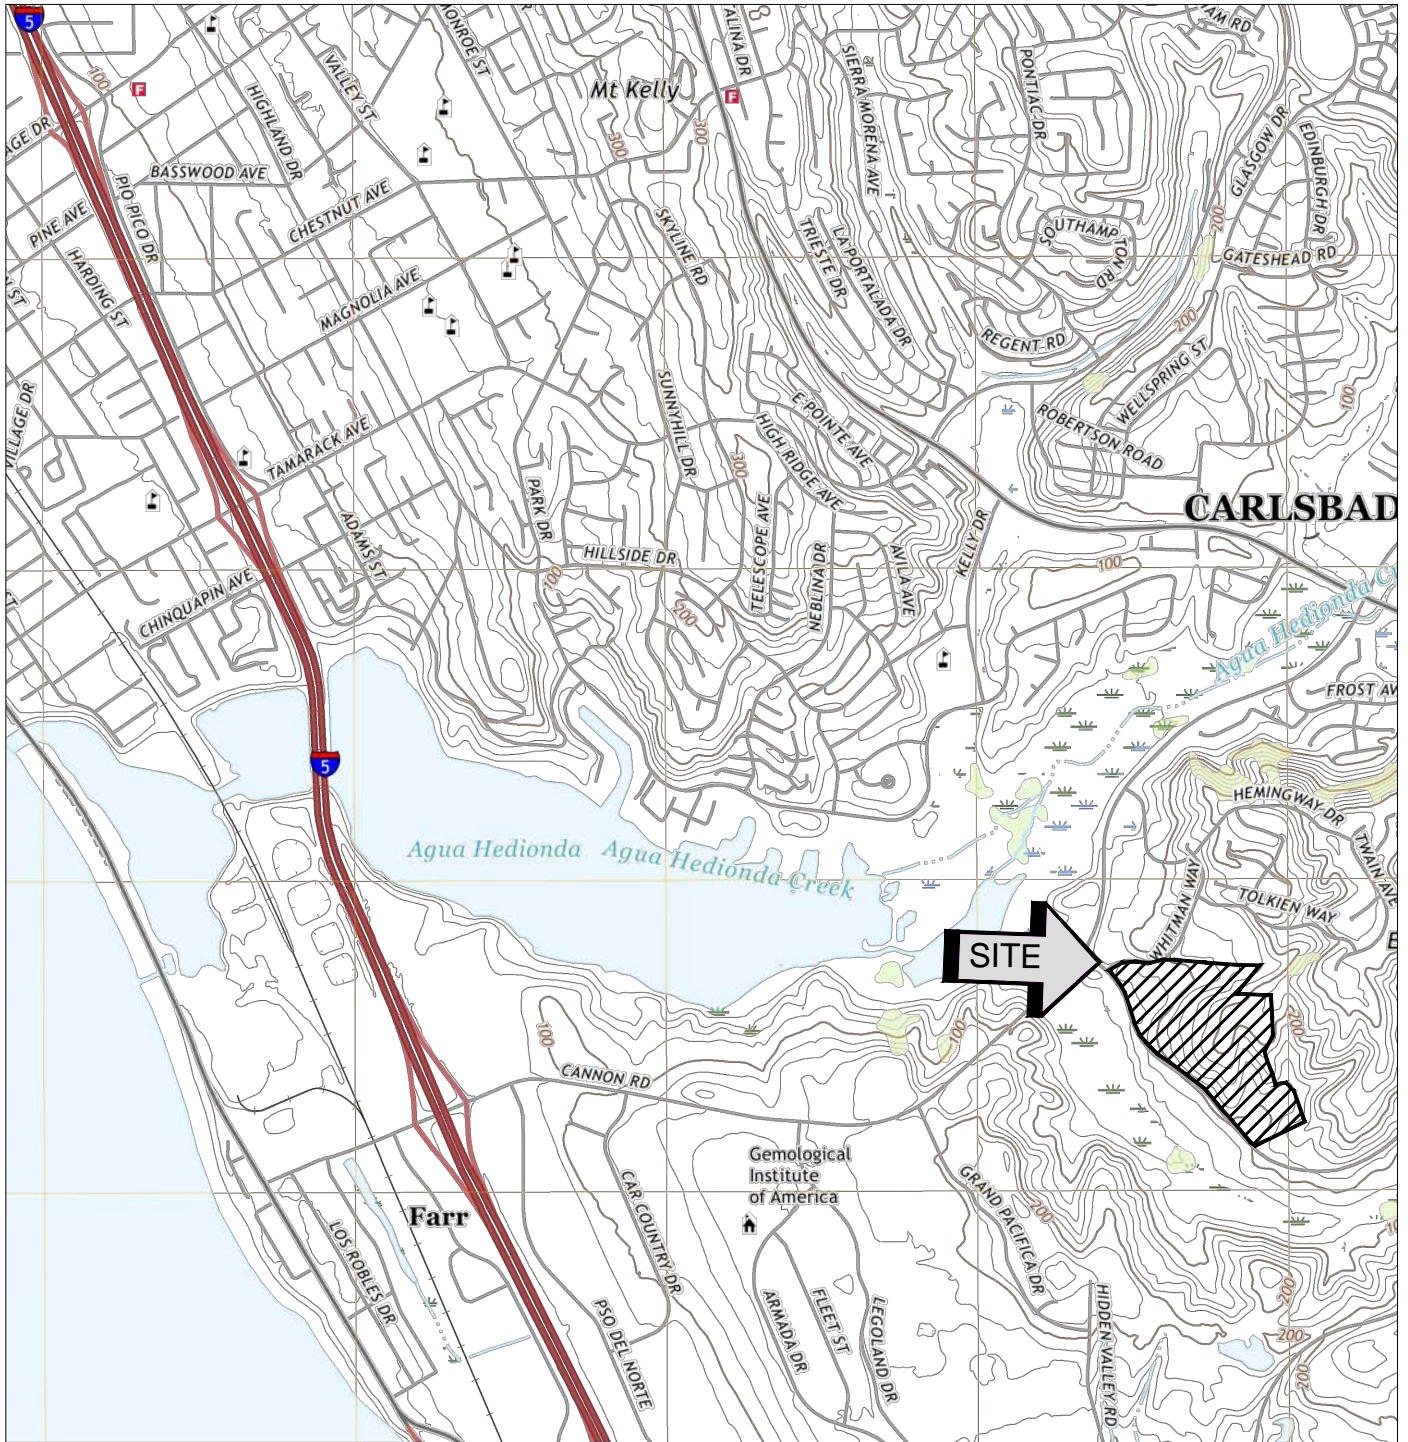 5
AGE DR
100
F
HIGHLAND DR
VALLEY ST
MONROE ST
Mt Kelly
300
300
F
ALINA DR
SIERRA MORENA AVE
PONTIAC DR
AM RD
GLASGOW DR
EDINBURGH DR
BASSWOOD AVE
PIO PICO DR
PINE AVE
CHESTNUT AVE
HARDING ST
ST
MAGNOLIA AVE
SKYLINE RD
TRIESTE DR
LA PORTALADA DR
SOUTHAMPTON RD
200
GATESHEAD RD
200
REGENT RD
WELLSPRING ST
ROBERTSON ROAD
100
VILLAGE DR
TAMARACK AVE
SUNNYHILL DR
E POINTE AVE
HIGH RIDGE AVE
300
PARK DR
TELESCOPE AVE
NEBLINA DR
AVILA AVE
KELLY DR
CARLSBAD
ADAMS ST
HILLSIDE DR
100
200
100
CHINQUAPIN AVE
Agua Hedionda Cr
FROST AV
5
HEMINGWAY DR
TWAIN AVE
Agua Hedionda
Agua Hedionda Creek
WHITMAN WAY
TOLKIEN WAY
E
SITE
200
100
100
CANNON RD
Gemological
Institute
of America
GRAND PACIFICA DR
200
CAR COUNTRY DR
Farr
LOS ROBLES DR
PSO DEL NORTE
ARMADA DR
FLEET ST
LEGOLAND DR
HIDDEN VALLEY RD
10
200
200
200